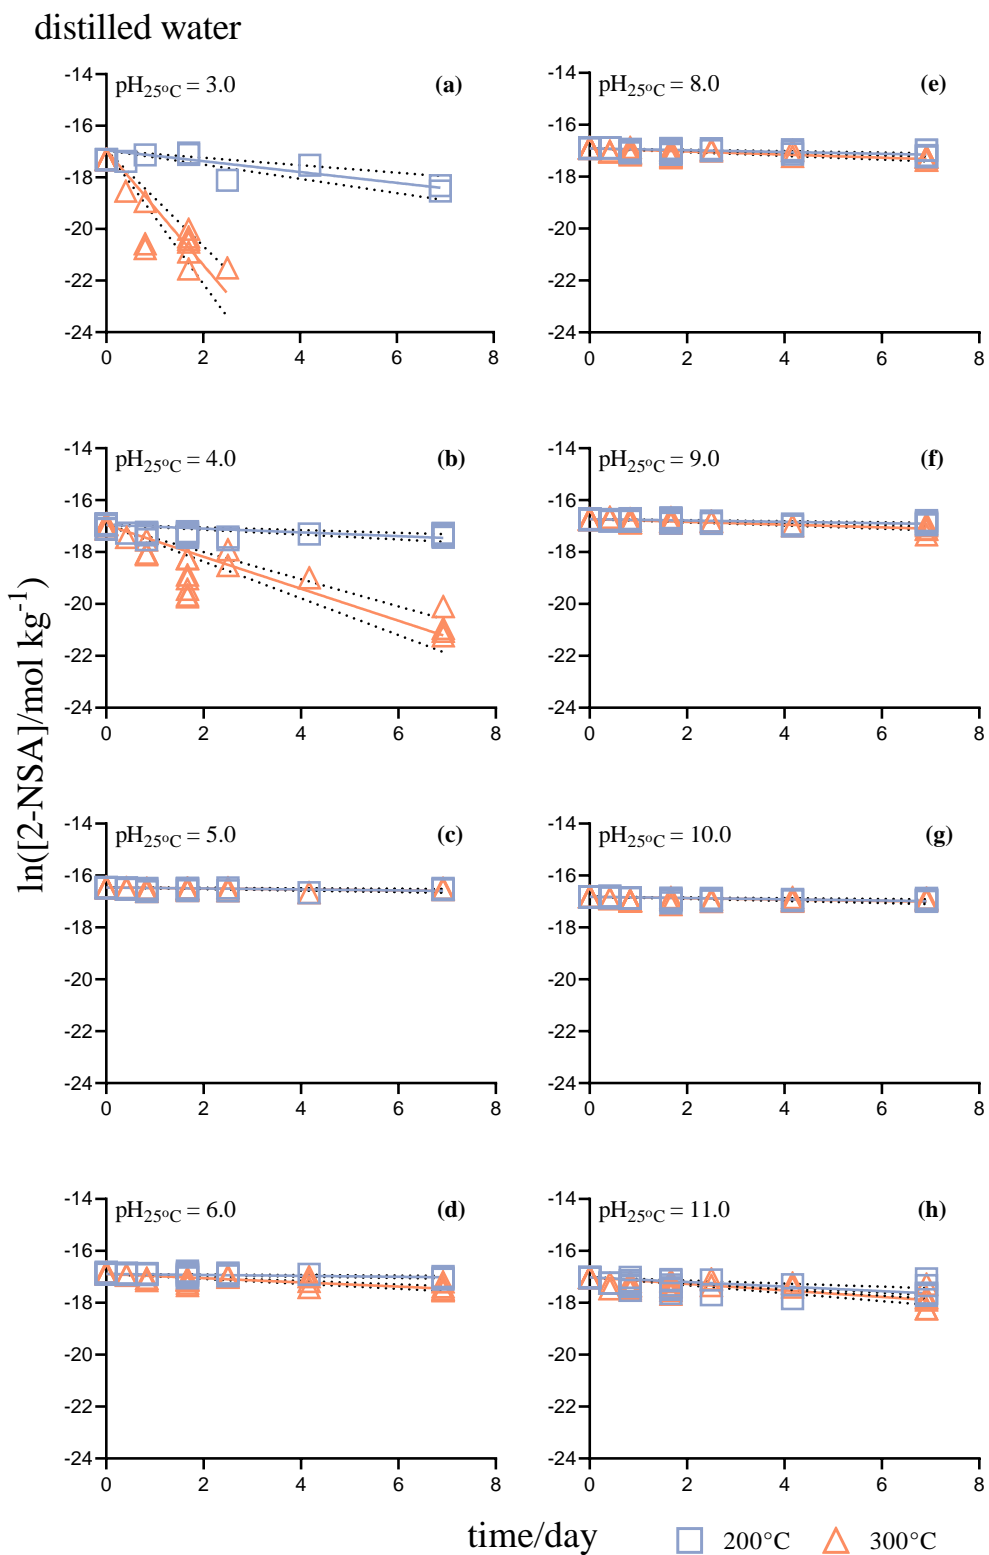 distilled water
ln([2-NSA]/mol kg⁻¹)
pH25°C = 3.0 (a)
-14
-16
-18
-20
-22
-24
0 2 4 6 8
pH25°C = 8.0 (e)
-14
-16
-18
-20
-22
-24
0 2 4 6 8
pH25°C = 4.0 (b)
-14
-16
-18
-20
-22
-24
0 2 4 6 8
pH25°C = 9.0 (f)
-14
-16
-18
-20
-22
-24
0 2 4 6 8
pH25°C = 5.0 (c)
-14
-16
-18
-20
-22
-24
0 2 4 6 8
pH25°C = 10.0 (g)
-14
-16
-18
-20
-22
-24
0 2 4 6 8
pH25°C = 6.0 (d)
-14
-16
-18
-20
-22
-24
0 2 4 6 8
pH25°C = 11.0 (h)
-14
-16
-18
-20
-22
-24
0 2 4 6 8
time/day
200°C 300°C